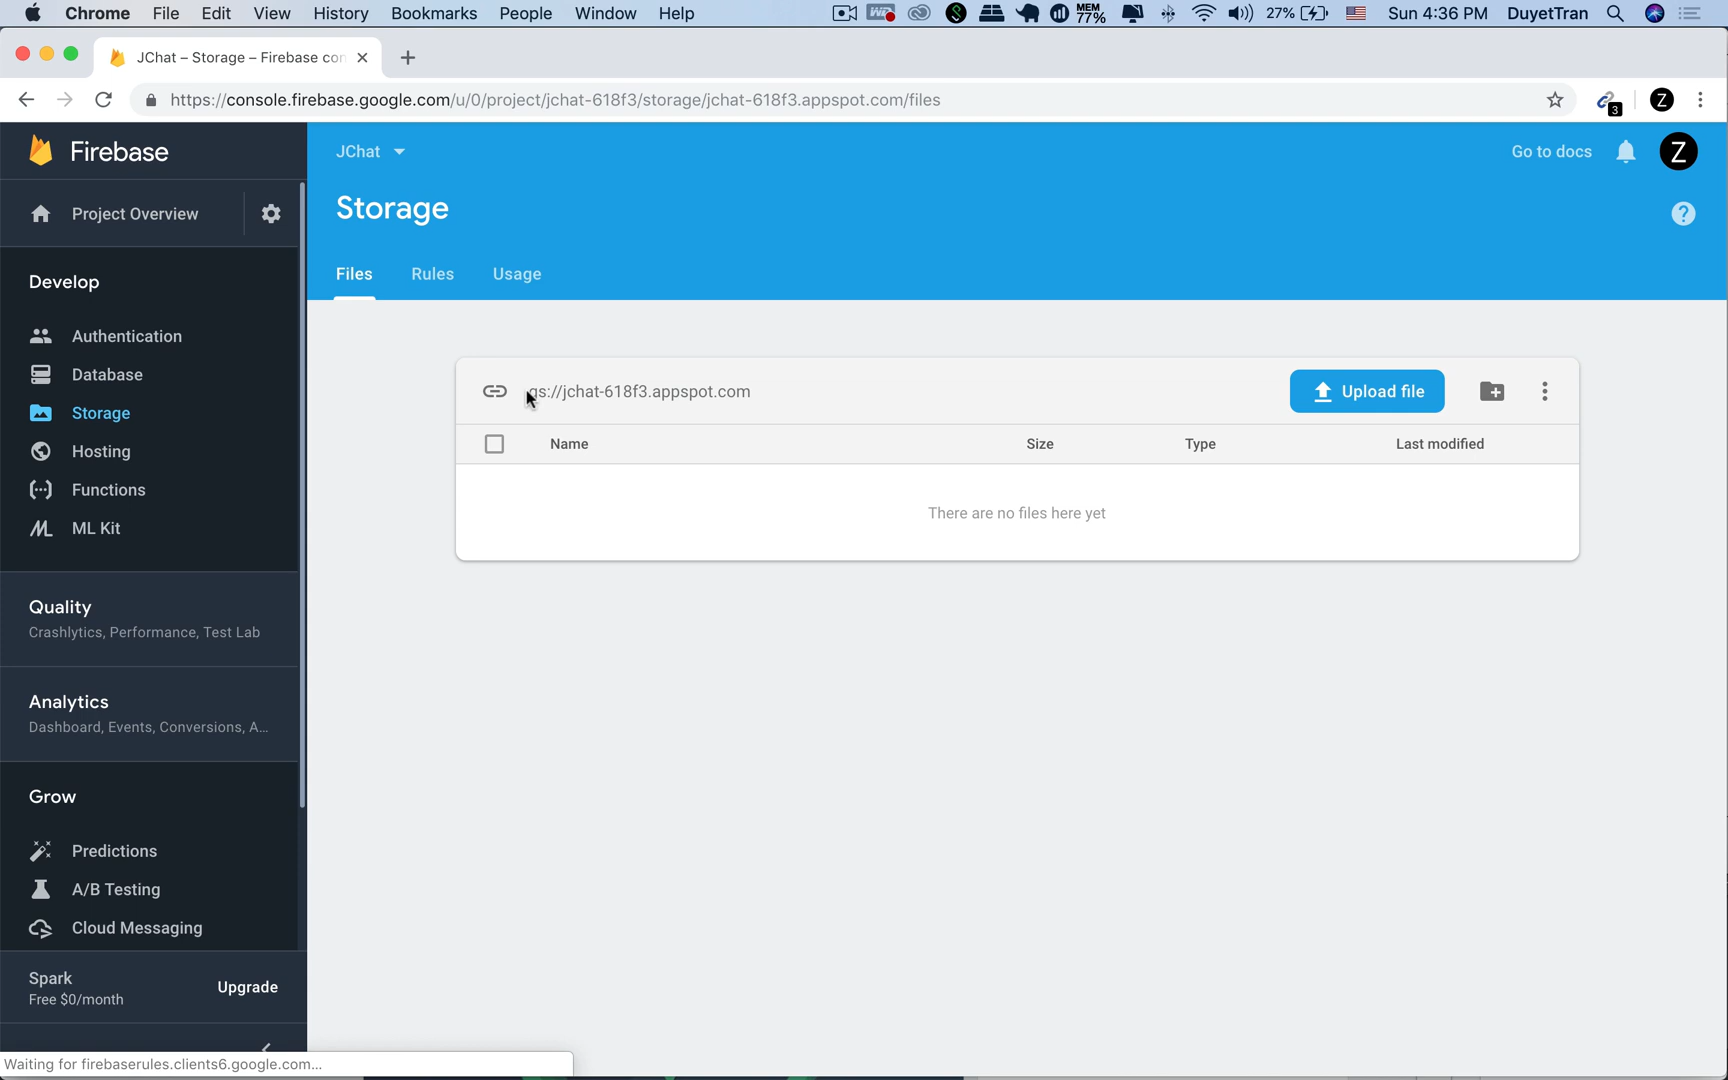 Chrome File Edit View History Bookmarks People Window Help MEM 77% 27% Sun 4:36 PM DuyetTran
JChat – Storage – Firebase con
https://console.firebase.google.com/u/0/project/jchat-618f3/storage/jchat-618f3.appspot.com/files 3 Z
Firebase
JChat
Go to docs
Z
Project Overview
Storage
?
Files Rules Usage
Develop
Authentication
Database
Storage
Hosting
Functions
ML Kit
gs://jchat-618f3.appspot.com
Upload file
Name Size Type Last modified
There are no files here yet
Quality
Crashlytics, Performance, Test Lab
Analytics
Dashboard, Events, Conversions, A...
Grow
Predictions
A/B Testing
Cloud Messaging
Spark
Free $0/month
Upgrade
Waiting for firebaserules.clients6.google.com...